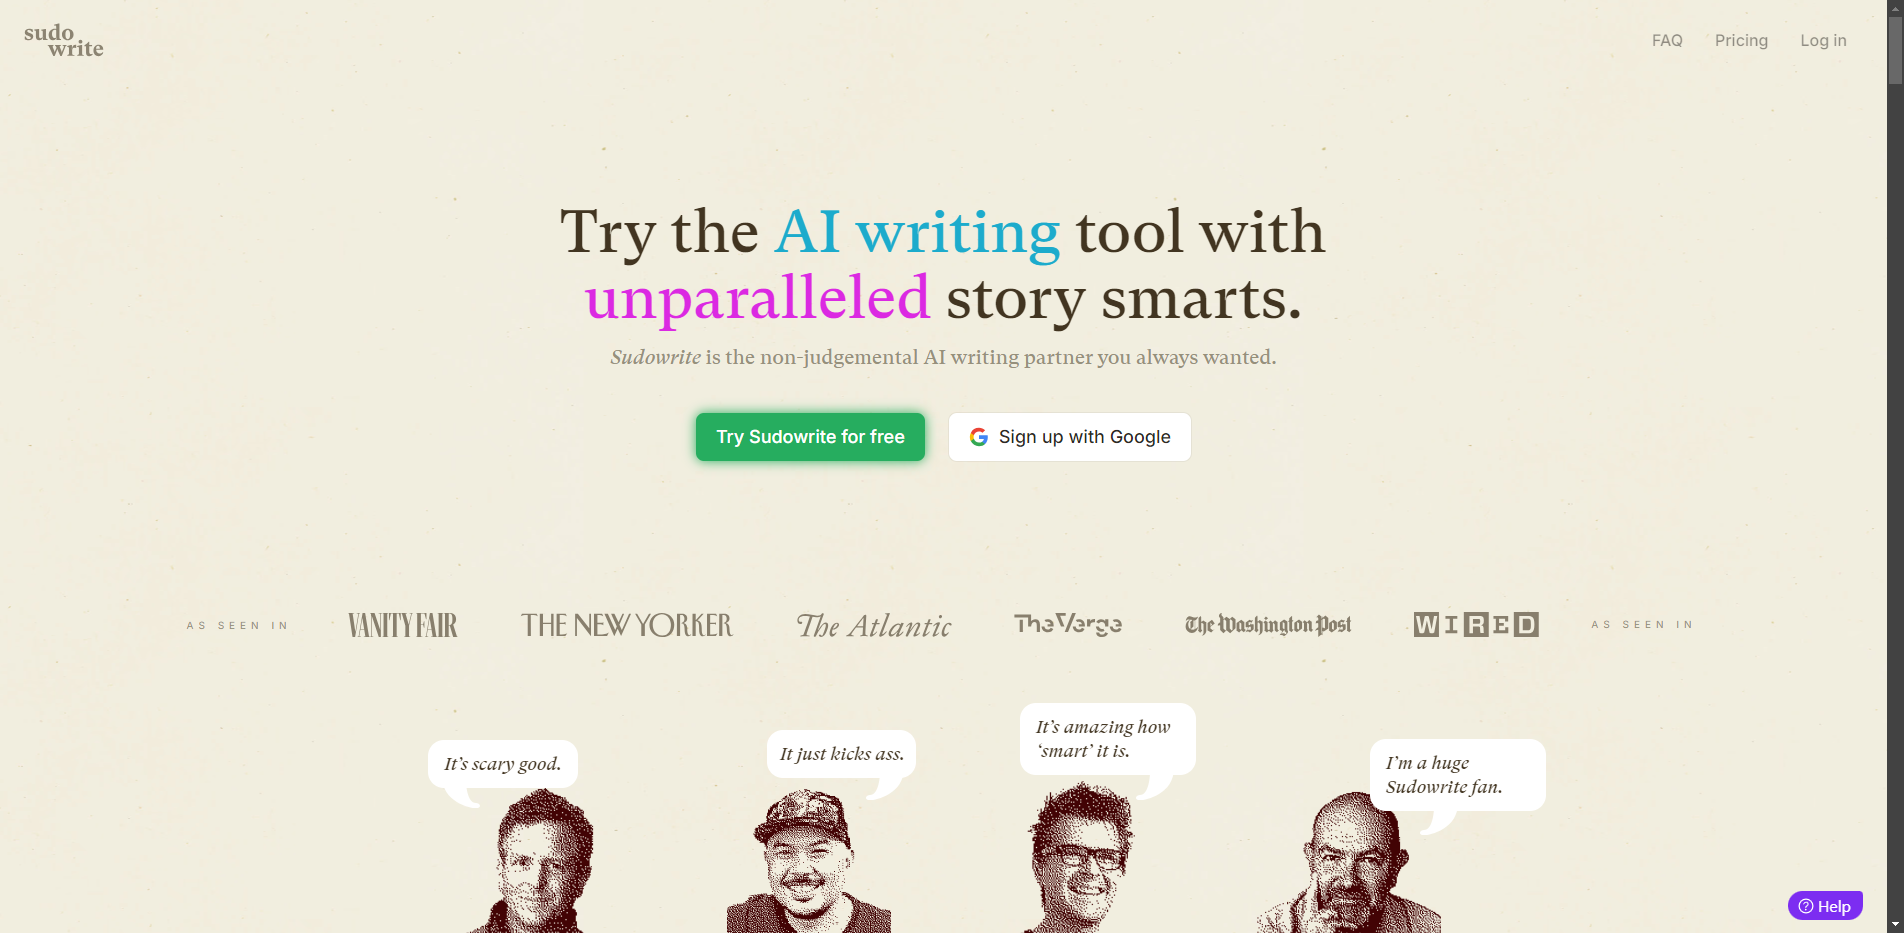 sudo
write
FAQ
Pricing
Log in
Try the AI writing tool with
unparalleled story smarts.
Sudowrite is the non-judgemental AI writing partner you always wanted.
Try Sudowrite for free
Sign up with Google
AS SEEN IN
VANITY FAIR
THE NEW YORKER
The Atlantic
The Verge
The Washington Post
WIRED
AS SEEN IN
It’s scary good.
It just kicks ass.
It’s amazing how
‘smart’ it is.
I’m a huge
Sudowrite fan.
Help